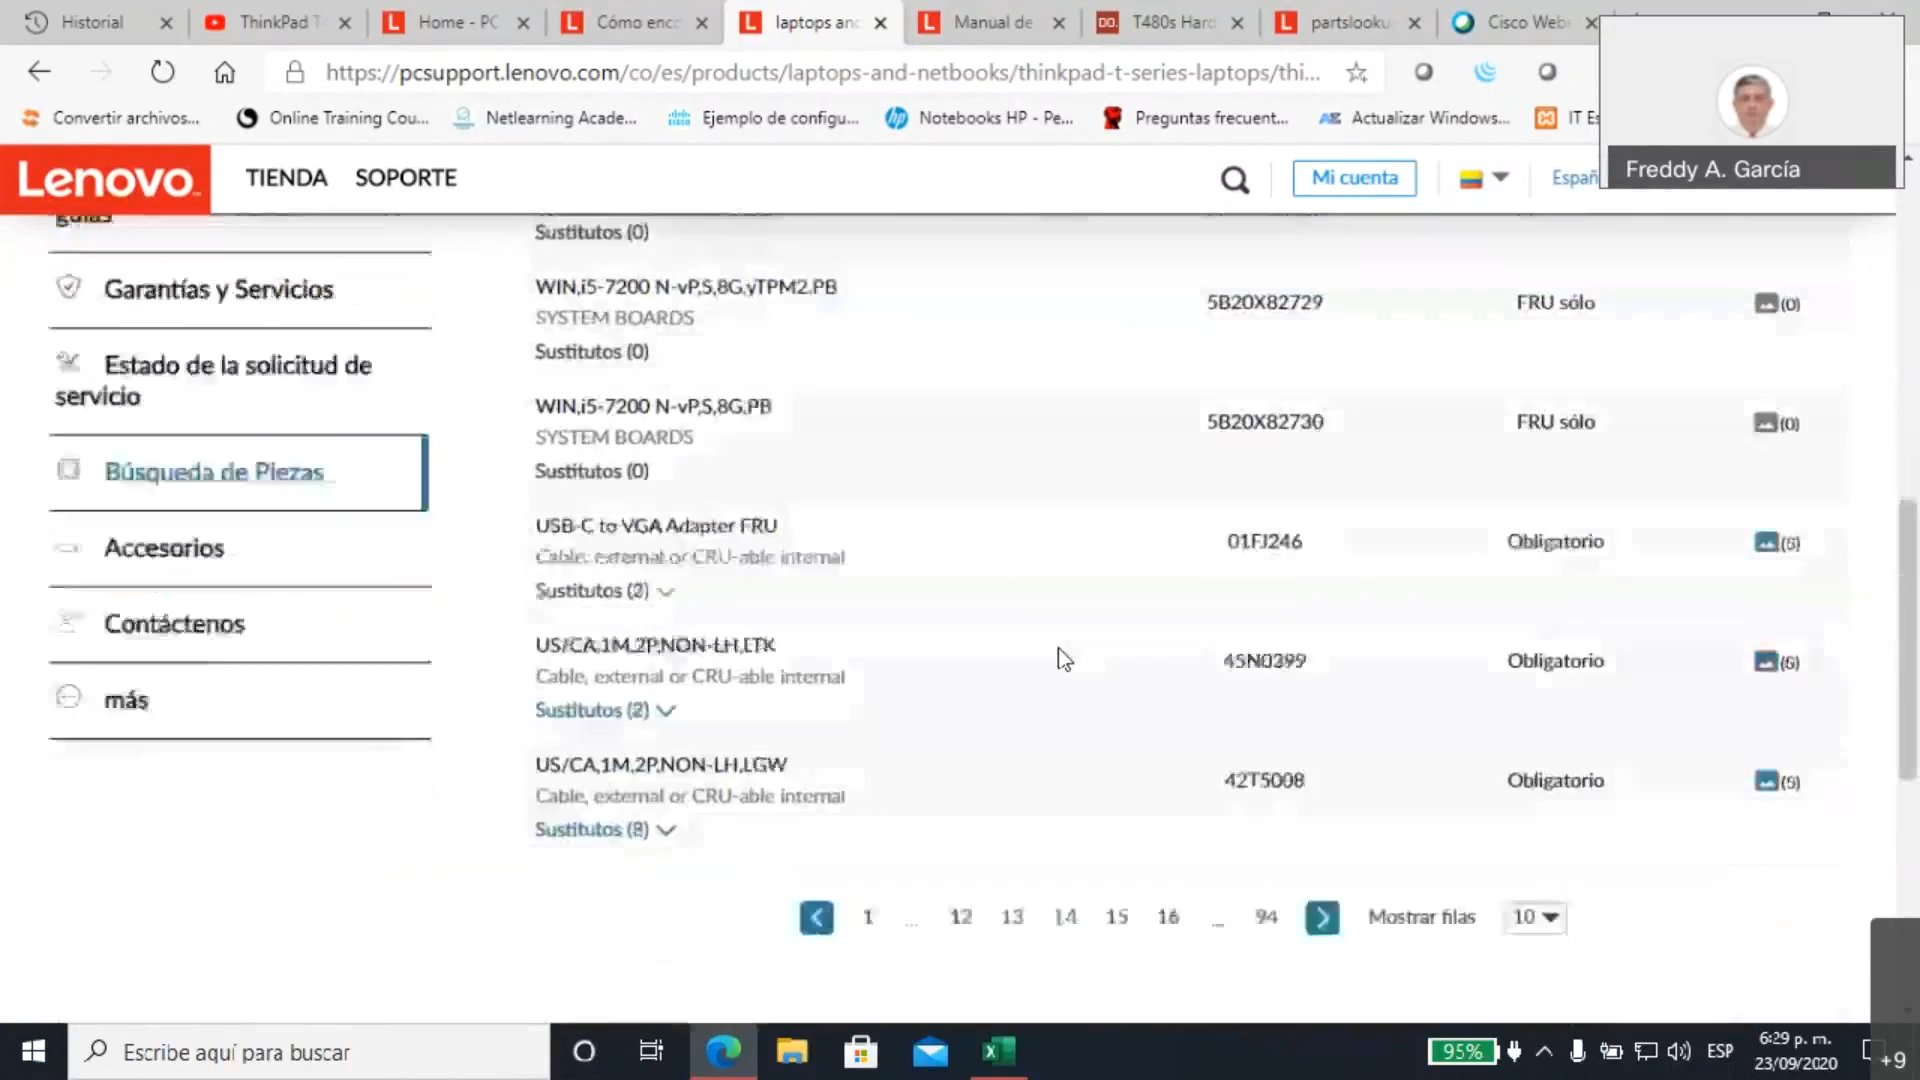 Historial
ThinkPad T
Home - PC
Cómo enco
laptops and
Manual de
DO.
T480s Hard
partslooku
Cisco Web
https://pcsupport.lenovo.com/co/es/products/laptops-and-netbooks/thinkpad-t-series-laptops/thi...
Convertir archivos...
Online Training Cou...
Netlearning Acade...
Ejemplo de configu...
Notebooks HP - Pe...
Preguntas frecuent...
Actualizar Windows...
IT Es
Freddy A. García
Lenovo
TIENDA
SOPORTE
Mi cuenta
Españ
guías
Garantías y Servicios
Estado de la solicitud de
servicio
Búsqueda de Piezas
Accesorios
Contáctenos
más
Sustitutos (0)
WIN,i5-7200 N-vP,S,8G,yTPM2.PB
5B20X82729
FRU sólo
(0)
SYSTEM BOARDS
Sustitutos (0)
WIN,i5-7200 N-vP,S,8G,PB
5B20X82730
FRU sólo
(0)
SYSTEM BOARDS
Sustitutos (0)
USB-C to VGA Adapter FRU
01FJ246
Obligatorio
Cable, external or CRU-able internal
Sustitutos (2)
US/CA,1M,2P,NON-LH,LTK
45N0299
Obligatorio
Cable, external or CRU-able internal
Sustitutos (2)
US/CA,1M,2P,NON-LH,LGW
42T5008
Obligatorio
(5)
Cable, external or CRU-able internal
Sustitutos (8)
1 ... 12 13 14 15 16 ... 94
Mostrar filas
10
Escribe aquí para buscar
95%
ESP
6:29 p. m.
23/09/2020
+9